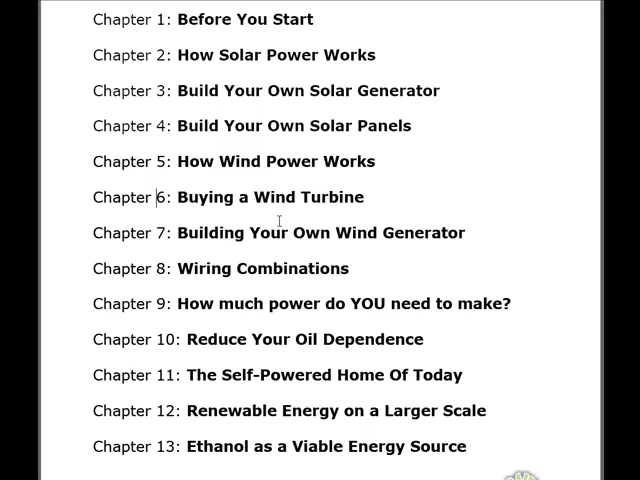 Chapter 1: Before You Start
Chapter 2: How Solar Power Works
Chapter 3: Build Your Own Solar Generator
Chapter 4: Build Your Own Solar Panels
Chapter 5: How Wind Power Works
Chapter 6: Buying a Wind Turbine
Chapter 7: Building Your Own Wind Generator
Chapter 8: Wiring Combinations
Chapter 9: How much power do YOU need to make?
Chapter 10: Reduce Your Oil Dependence
Chapter 11: The Self-Powered Home Of Today
Chapter 12: Renewable Energy on a Larger Scale
Chapter 13: Ethanol as a Viable Energy Source